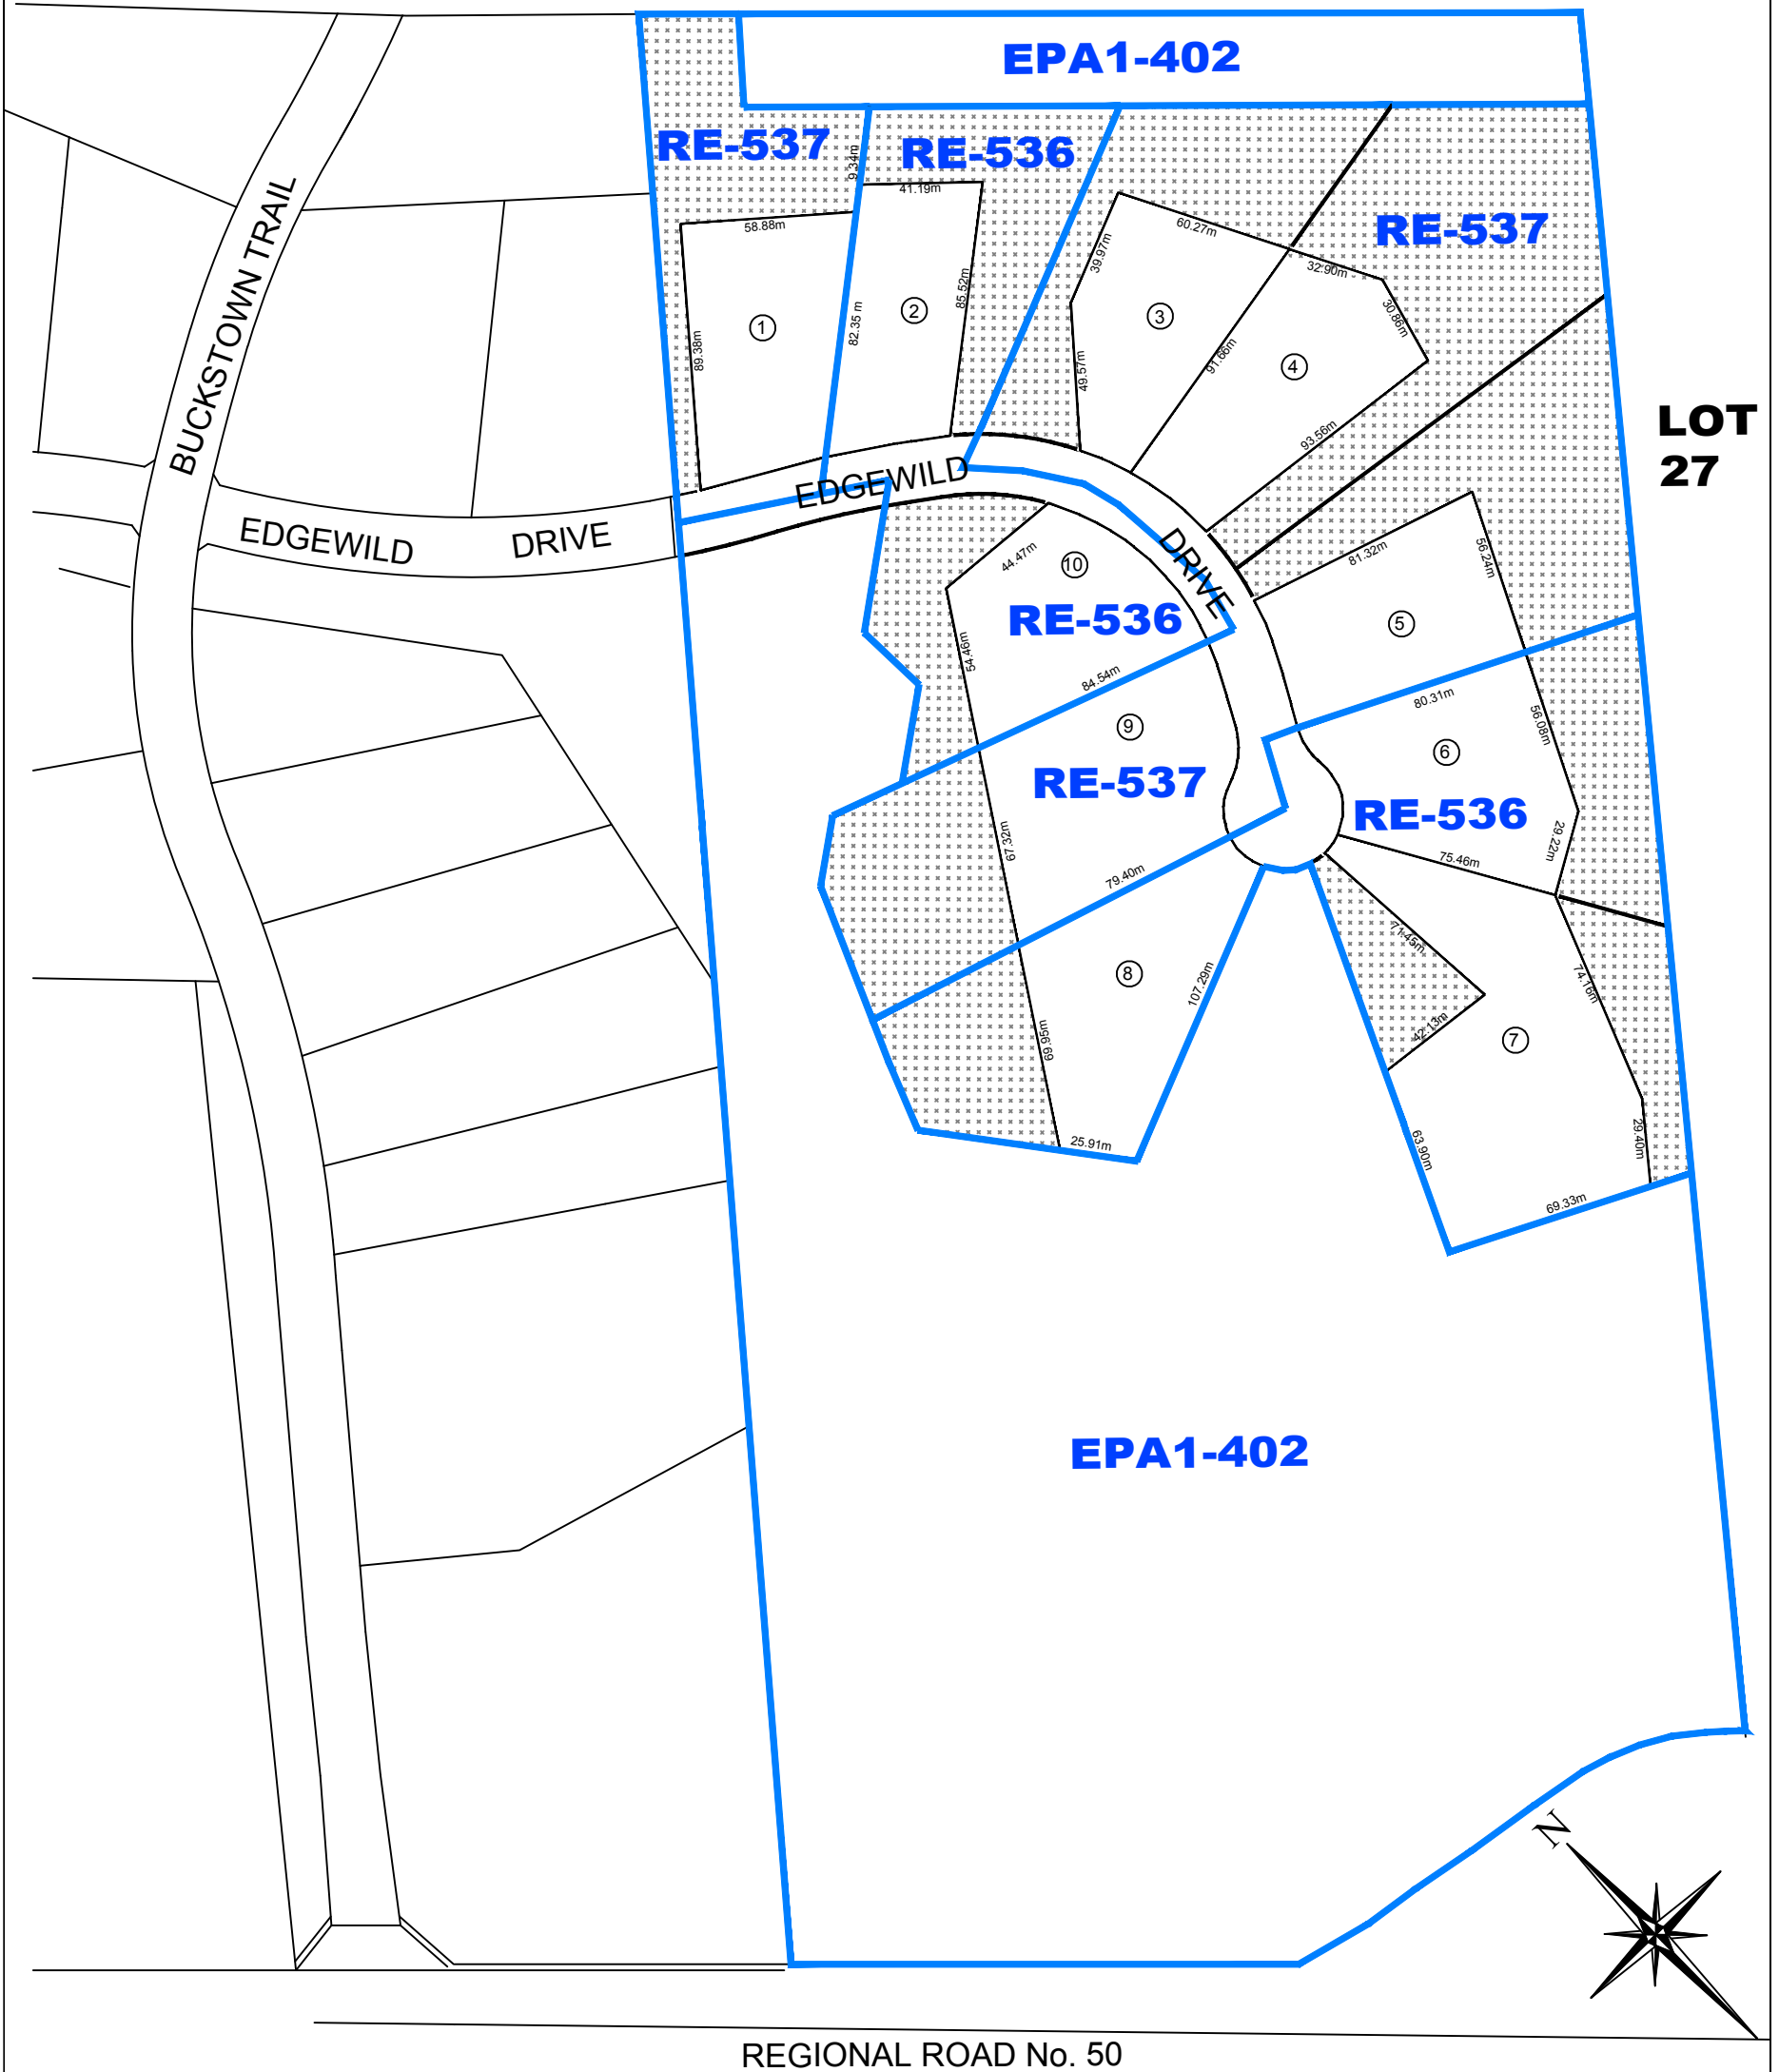 EPA1-402
RE-537
RE-536
9.34m
41.19m
58.88m
60.27m
RE-537
39.97m
32.90m
30.86m
85.52m
82.35 m
89.38m
49.57m
91.66m
93.56m
1
2
3
4
BUCKSTOWN TRAIL
LOT
27
EDGEWILD DRIVE
EDGEWILD
DRIVE
81.32m
56.24m
44.47m
10
RE-536
5
54.46m
84.54m
80.31m
56.08m
9
6
RE-537
RE-536
67.32m
29.22m
75.46m
79.40m
71.45m
74.16m
8
107.29m
69.95m
42.13m
7
25.91m
63.90m
29.40m
69.33m
EPA1-402
N
REGIONAL ROAD No. 50